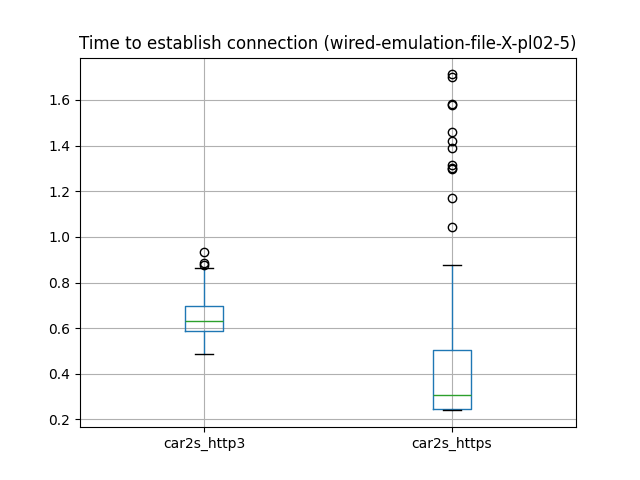 Time to establish connection (wired-emulation-file-X-pl02-5)
1.6
1.4
1.2
1.0
0.8
0.6
0.4
0.2
car2s_http3
car2s_https